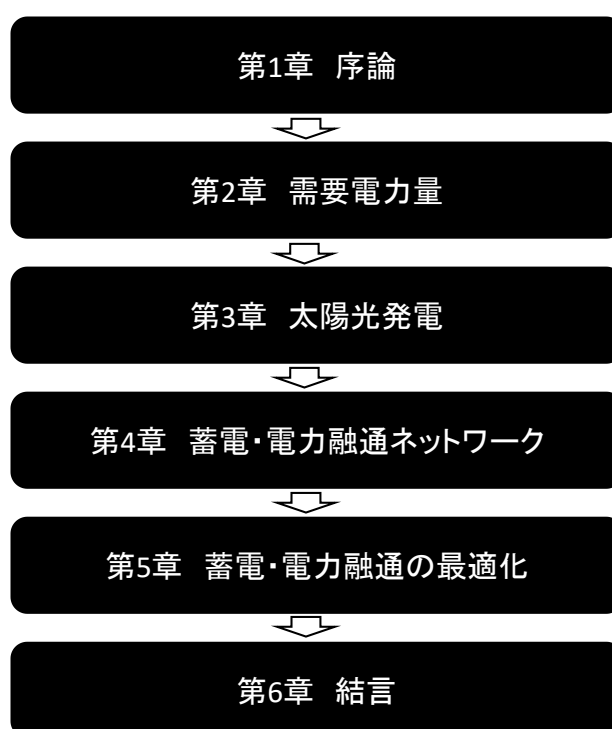 第1章 序論
第2章 需要電力量
第3章 太陽光発電
第4章 蓄電・電力融通ネットワーク
第5章 蓄電・電力融通の最適化
第6章 結言